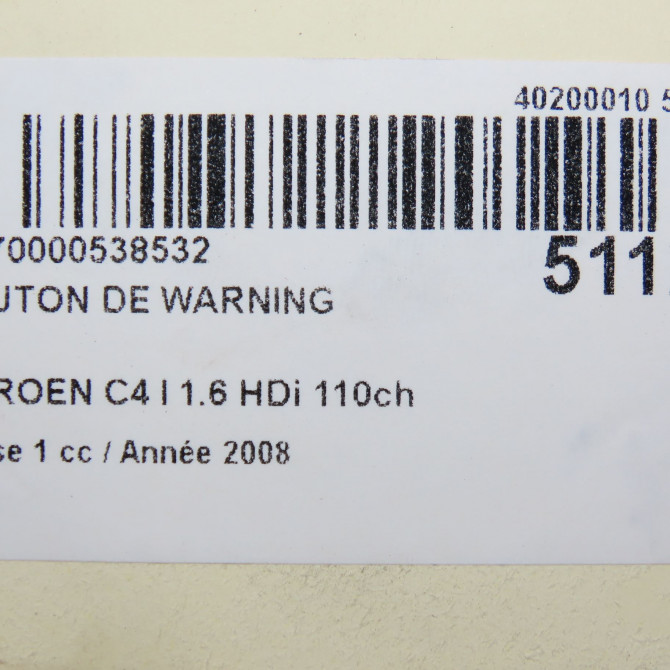 40200010 5
70000538532
511
UTON DE WARNING
ROEN C4 I 1.6 HDi 110ch
se 1 cc / Année 2008